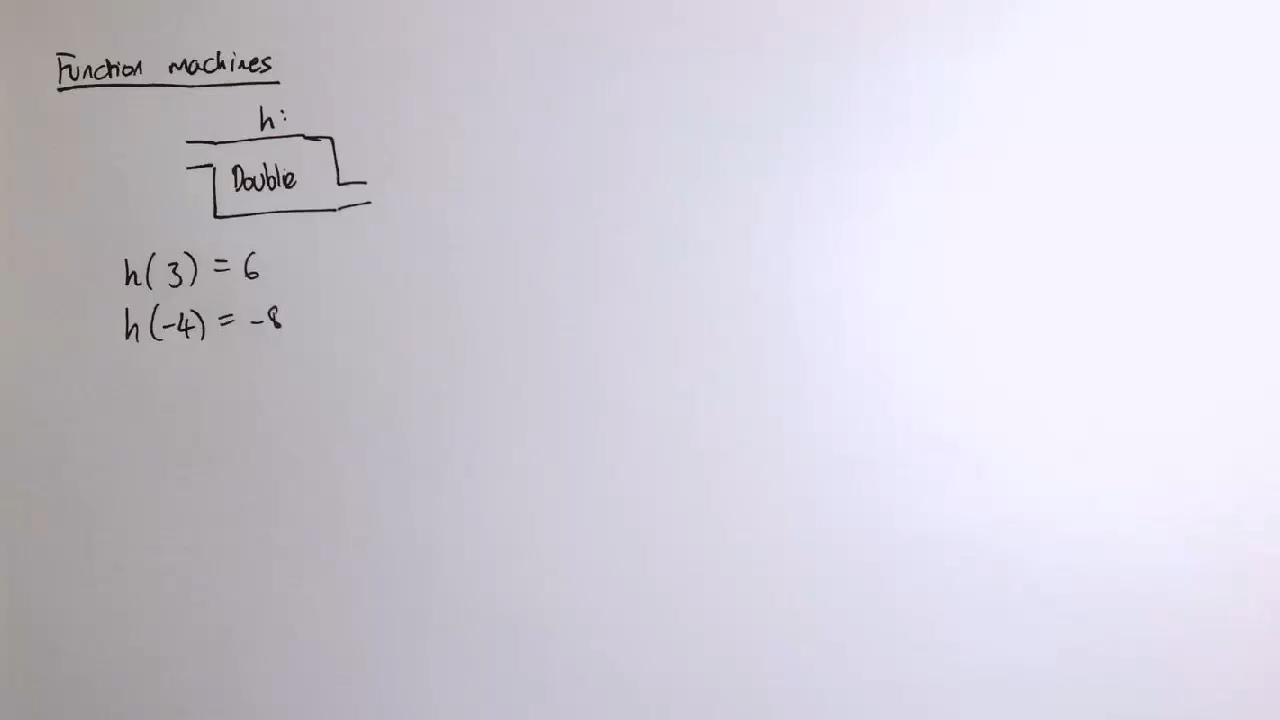 Function machines
h:
Double
h(3) = 6
h(-4) = -8